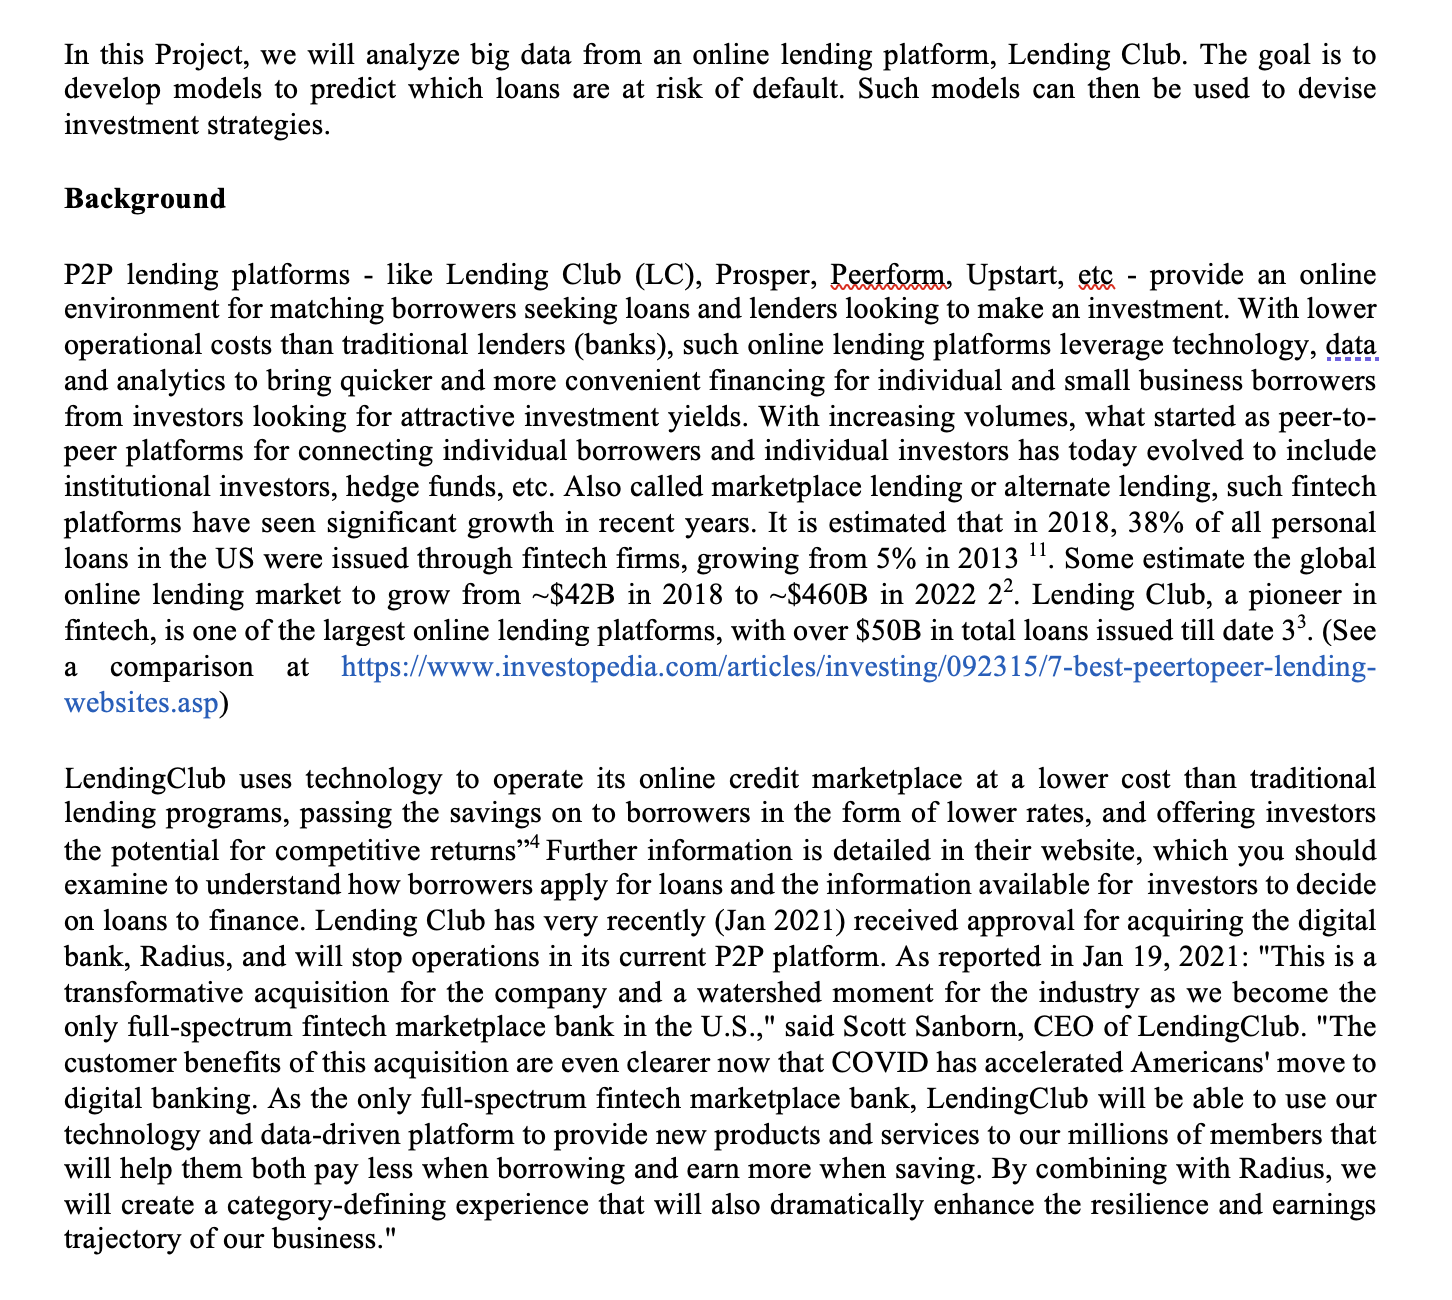 In this Project, we will analyze big data from an online lending platform, Lending Club. The goal is to
develop models to predict which loans are at risk of default. Such models can then be used to devise
investment strategies.
Background
P2P lending platforms - like Lending Club (LC), Prosper, Peerform, Upstart, etc - provide an online
environment for matching borrowers seeking loans and lenders looking to make an investment. With lower
operational costs than traditional lenders (banks), such online lending platforms leverage technology, data
and analytics to bring quicker and more convenient financing for individual and small business borrowers
from investors looking for attractive investment yields. With increasing volumes, what started as peer-to-
peer platforms for connecting individual borrowers and individual investors has today evolved to include
institutional investors, hedge funds, etc. Also called marketplace lending or alternate lending, such fintech
platforms have seen significant growth in recent years. It is estimated that in 2018, 38% of all personal
loans in the US were issued through fintech firms, growing from 5% in 2013 ¹¹. Some estimate the global
online lending market to grow from ~$42B in 2018 to ~$460B in 2022 2². Lending Club, a pioneer in
fintech, is one of the largest online lending platforms, with over $50B in total loans issued till date 3³. (See
a comparison at https://www.investopedia.com/articles/investing/092315/7-best-peertopeer-lending-
websites.asp)
LendingClub uses technology to operate its online credit marketplace at a lower cost than traditional
lending programs, passing the savings on to borrowers in the form of lower rates, and offering investors
the potential for competitive returns”⁴ Further information is detailed in their website, which you should
examine to understand how borrowers apply for loans and the information available for investors to decide
on loans to finance. Lending Club has very recently (Jan 2021) received approval for acquiring the digital
bank, Radius, and will stop operations in its current P2P platform. As reported in Jan 19, 2021: "This is a
transformative acquisition for the company and a watershed moment for the industry as we become the
only full-spectrum fintech marketplace bank in the U.S.," said Scott Sanborn, CEO of LendingClub. "The
customer benefits of this acquisition are even clearer now that COVID has accelerated Americans' move to
digital banking. As the only full-spectrum fintech marketplace bank, LendingClub will be able to use our
technology and data-driven platform to provide new products and services to our millions of members that
will help them both pay less when borrowing and earn more when saving. By combining with Radius, we
will create a category-defining experience that will also dramatically enhance the resilience and earnings
trajectory of our business."